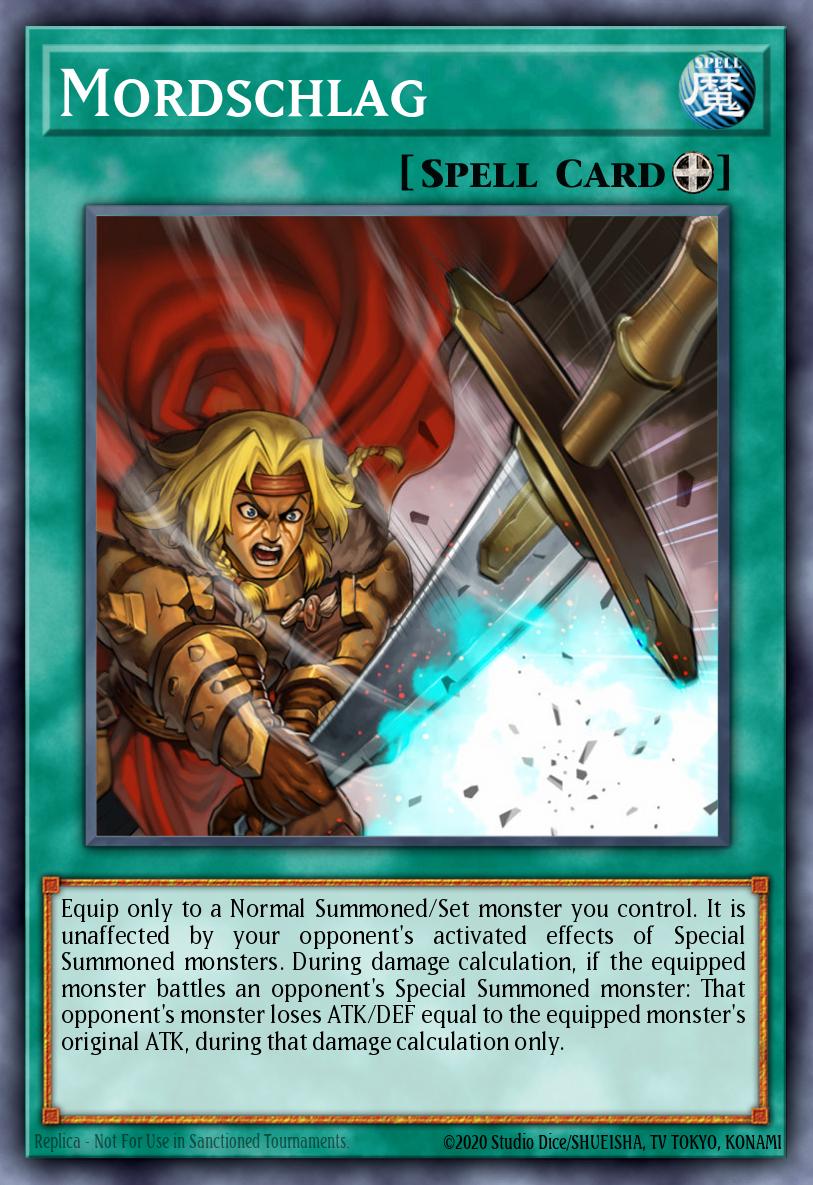 Mordschlag
SPELL
魔
[Spell Card]
Equip only to a Normal Summoned/Set monster you control. It is
unaffected by your opponent's activated effects of Special
Summoned monsters. During damage calculation, if the equipped
monster battles an opponent's Special Summoned monster: That
opponent's monster loses ATK/DEF equal to the equipped monster's
original ATK, during that damage calculation only.
Replica - Not For Use in Sanctioned Tournaments.
©2020 Studio Dice/SHUEISHA, TV TOKYO, KONAMI